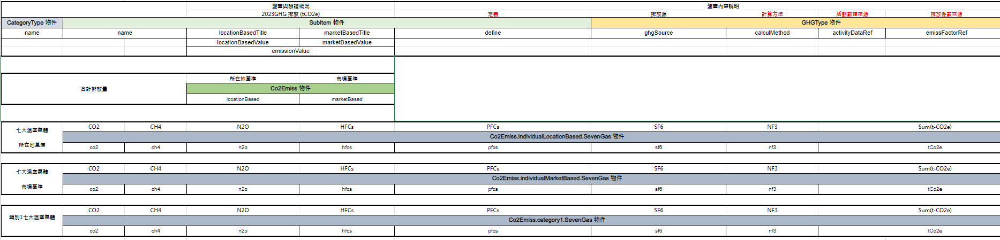 盤查與驗證概況 盤查內容說明
2023GHG 排放 (tCO2e) 定義 排放源 計算方法 活動數據來源 排放係數來源
CategoryType 物件 SubItem 物件 GHGType 物件
name name locationBasedTitle marketBasedTitle define ghgSource calculMethod activityDataRef emissFactorRef
locationBasedValue marketBasedValue
emissionValue
所在地基準 市場基準
合計排放量 Co2Emiss 物件
locationBased marketBased
七大溫室氣體 CO2 CH4 N2O HFCs PFCs SF6 NF3 Sum(t-CO2e)
Co2Emiss.individualLocationBased.SevenGas 物件
所在地基準 co2 ch4 n2o hfcs pfcs sf6 nf3 tCo2e
七大溫室氣體 CO2 CH4 N2O HFCs PFCs SF6 NF3 Sum(t-CO2e)
Co2Emiss.individualMarketBased.SevenGas 物件
市場基準 co2 ch4 n2o hfcs pfcs sf6 nf3 tCo2e
類別1七大溫室氣體 CO2 CH4 N2O HFCs PFCs SF6 NF3 Sum(t-CO2e)
Co2Emiss.category1.SevenGas 物件
co2 ch4 n2o hfcs pfcs sf6 nf3 tCo2e